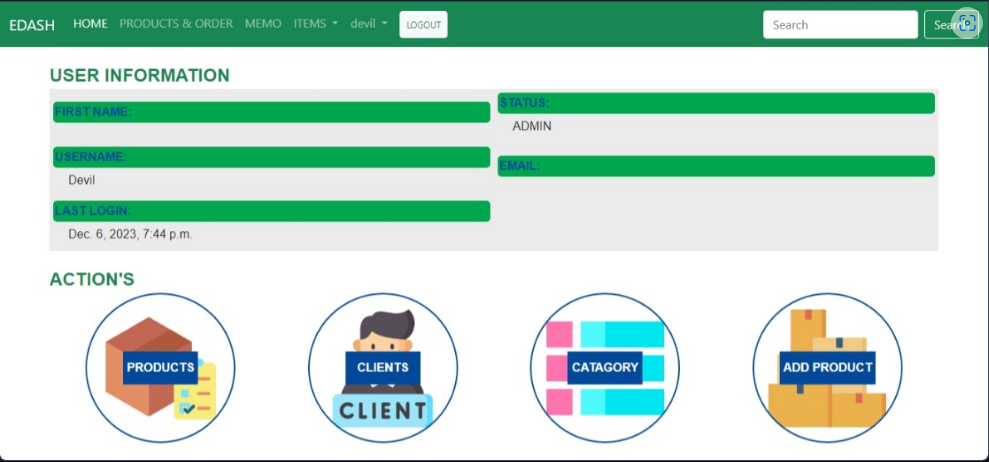 EDASH HOME PRODUCTS & ORDER MEMO ITEMS devil LOGOUT Search Search
USER INFORMATION
FIRST NAME:
STATUS:
ADMIN
USERNAME:
Devil
EMAIL:
LAST LOGIN:
Dec. 6, 2023, 7:44 p.m.
ACTION'S
PRODUCTS CLIENTS CATAGORY ADD PRODUCT
CLIENT